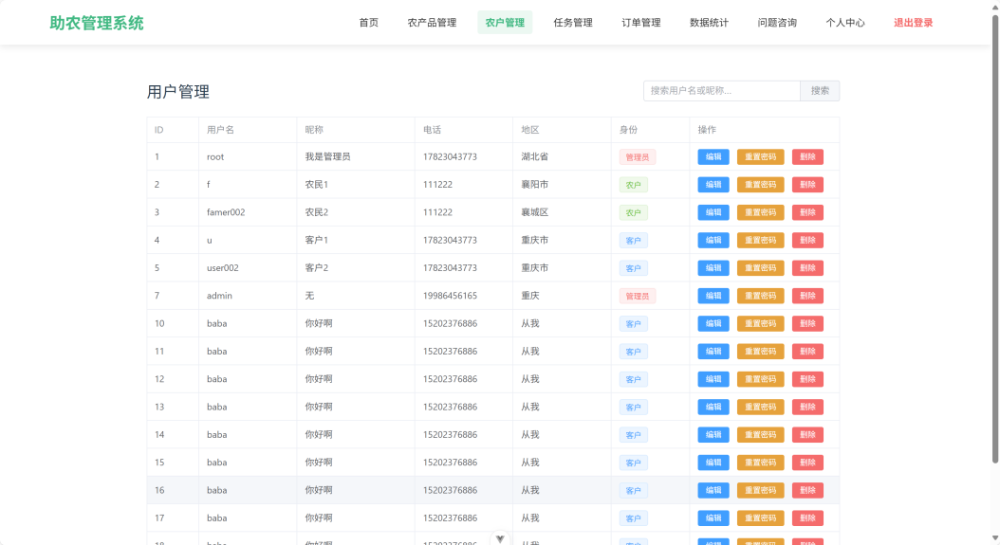 助农管理系统 首页 农产品管理 农户管理 任务管理 订单管理 数据统计 问题咨询 个人中心 退出登录
用户管理 搜索用户名或昵称... 搜索
ID 用户名 昵称 电话 地区 身份 操作
1 root 我是管理员 17823043773 湖北省 管理员 编辑 重置密码 删除
2 f 农民1 111222 襄阳市 农户 编辑 重置密码 删除
3 famer002 农民2 111222 襄城区 农户 编辑 重置密码 删除
4 u 客户1 17823043773 重庆市 客户 编辑 重置密码 删除
5 user002 客户2 17823043773 重庆市 客户 编辑 重置密码 删除
7 admin 无 19986456165 重庆 管理员 编辑 重置密码 删除
10 baba 你好啊 15202376886 从我 客户 编辑 重置密码 删除
11 baba 你好啊 15202376886 从我 客户 编辑 重置密码 删除
12 baba 你好啊 15202376886 从我 客户 编辑 重置密码 删除
13 baba 你好啊 15202376886 从我 客户 编辑 重置密码 删除
14 baba 你好啊 15202376886 从我 客户 编辑 重置密码 删除
15 baba 你好啊 15202376886 从我 客户 编辑 重置密码 删除
16 baba 你好啊 15202376886 从我 客户 编辑 重置密码 删除
17 baba 你好啊 15202376886 从我 客户 编辑 重置密码 删除